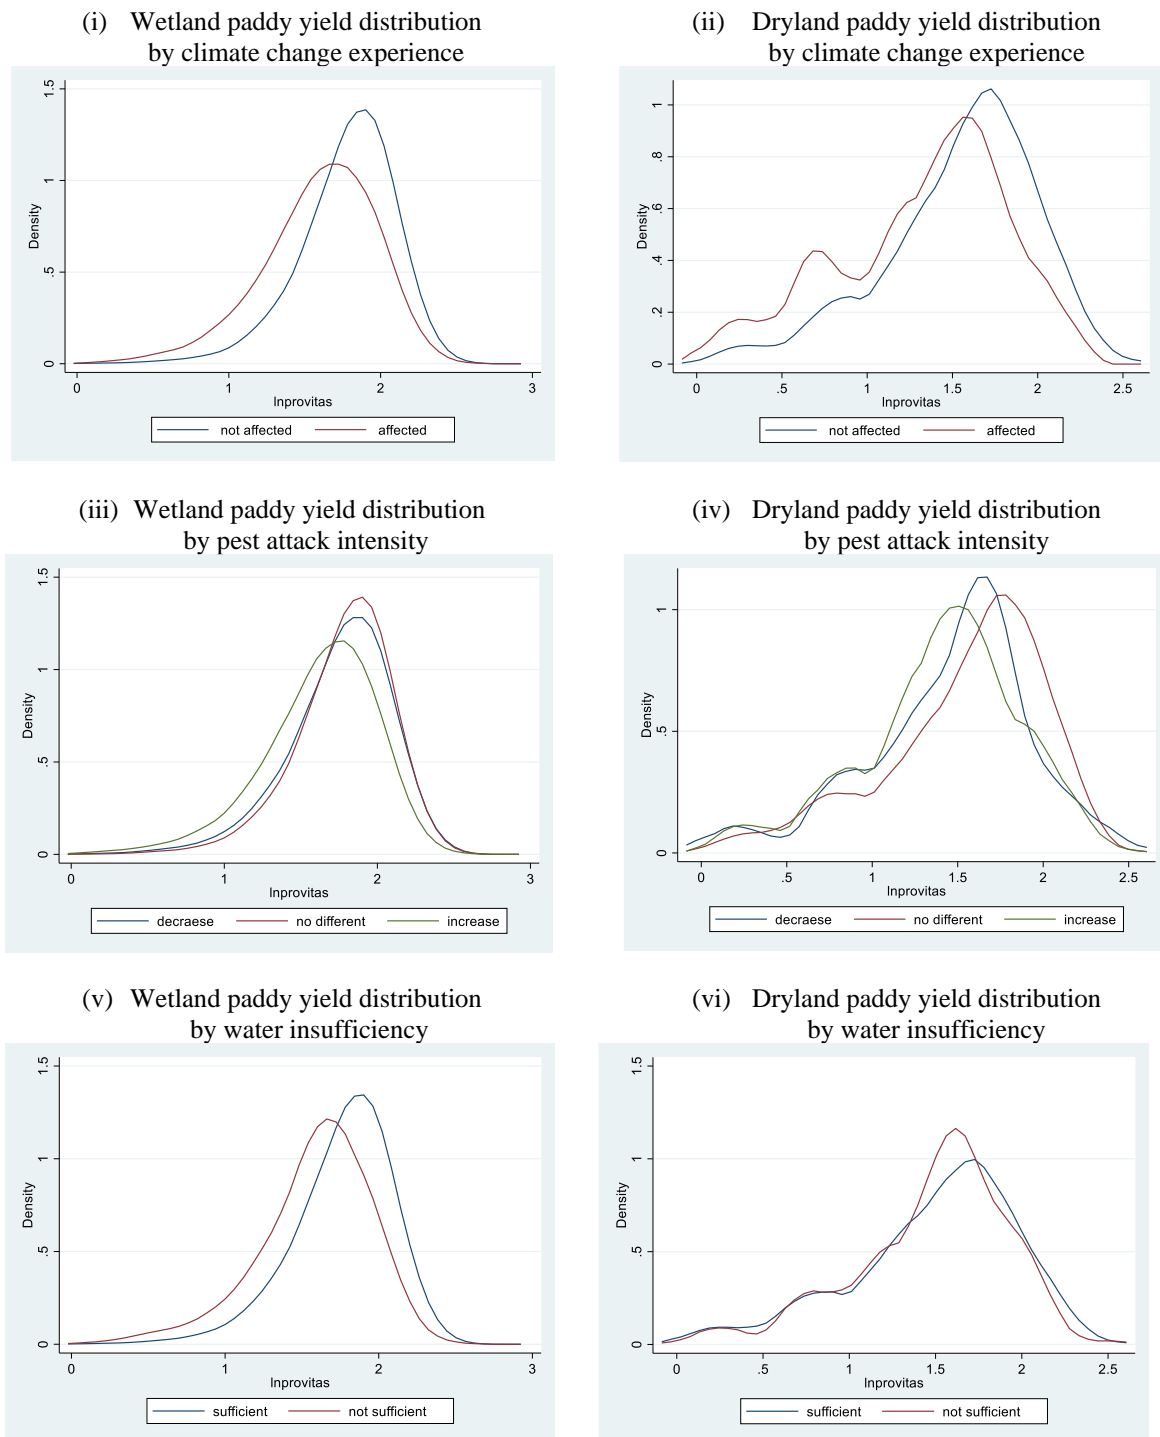 (i) Wetland paddy yield distribution
by climate change experience
1.5
1
.5
0
Density
0 1 2 3
lnprovitas
not affected affected
(ii) Dryland paddy yield distribution
by climate change experience
1
.8
.6
.4
.2
0
Density
0 .5 1 1.5 2 2.5
lnprovitas
not affected affected
(iii) Wetland paddy yield distribution
by pest attack intensity
1.5
1
.5
0
Density
0 1 2 3
lnprovitas
decraese no different increase
(iv) Dryland paddy yield distribution
by pest attack intensity
1
.5
0
Density
0 .5 1 1.5 2 2.5
lnprovitas
decraese no different increase
(v) Wetland paddy yield distribution
by water insufficiency
1.5
1
.5
0
Density
0 1 2 3
lnprovitas
sufficient not sufficient
(vi) Dryland paddy yield distribution
by water insufficiency
1.5
1
.5
0
Density
0 .5 1 1.5 2 2.5
lnprovitas
sufficient not sufficient